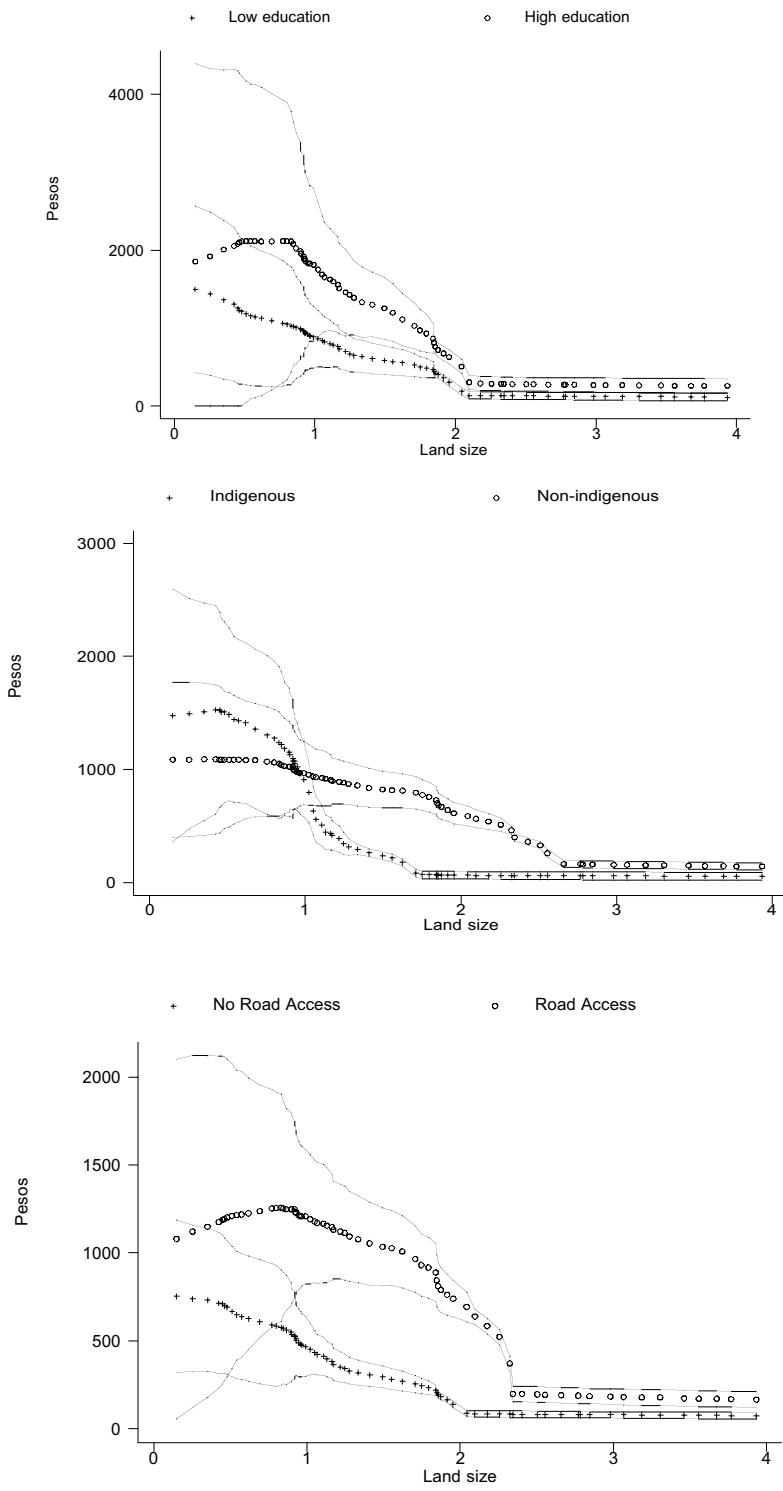 + Low education o High education
4000
2000
0
Pesos
0 1 2 3 4
Land size
+ Indigenous o Non-indigenous
3000
2000
1000
0
Pesos
0 1 2 3 4
Land size
+ No Road Access o Road Access
2000
1500
1000
500
0
Pesos
0 1 2 3 4
Land size